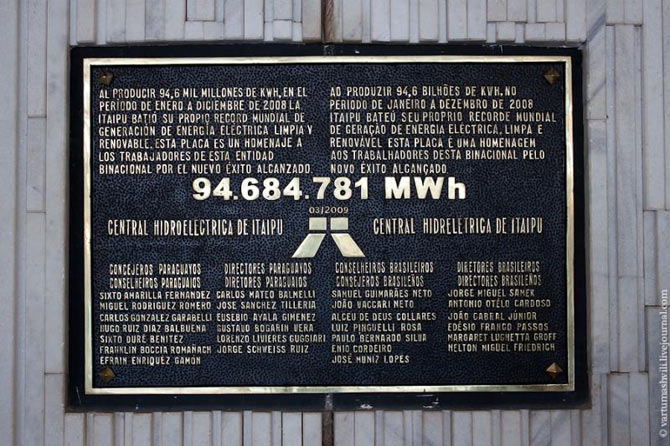 AL PRODUCIR 94,6 MIL MILLONES DE KWH, EN EL
PERÍODO DE ENERO A DICIEMBRE DE 2008 LA
ITAIPU BATIÓ SU PROPIO RECORD MUNDIAL DE
GENERACIÓN DE ENERGÍA ELÉCTRICA LIMPIA Y
RENOVABLE. ESTA PLACA ES UN HOMENAJE A
LOS TRABAJADORES DE ESTA ENTIDAD
BINACIONAL POR EL NUEVO ÉXITO ALCANZADO.
AO PRODUZIR 94,6 BILHÕES DE KWH, NO
PERÍODO DE JANEIRO A DEZEMBRO DE 2008
ITAIPU BATEU SEU PROPRIO RECORDE MUNDIAL
DE GERAÇÃO DE ENERGIA ELÉCTRICA, LIMPA E
RENOVÁVEL ESTA PLACA É UMA HOMENAGEM
AOS TRABALHADORES DESTA BINACIONAL PELO
NOVO ÉXITO ALCANÇADO.
94.684.781 MWh
03/2009
CENTRAL HIDROELÉCTRICA DE ITAIPU
CENTRAL HIDRELÉTRICA DE ITAIPU
CONCEJEROS PARAGUAYOS
CONSELHEIROS PARAGUAIOS
SIXTO AMARILLA FERNANDEZ
MIGUEL RODRIGUEZ ROMERO
CARLOS GONZALEZ GARABELLI
HUGO RUIZ DIAZ BALBUENA
SIXTO DURÉ BENITEZ
FRANKLIN BOCCIA ROMAÑACH
EFRAIN ENRIQUEZ GAMÓN
DIRECTORES PARAGUAYOS
DIRETORES PARAGUAIOS
CARLOS MATEO BALMELLI
JOSE SANCHEZ TILLERIA
EUSEBIO AYALA GIMENEZ
GUSTAVO BOGARIN VERA
LORENZO LIVIERES GUGGIARI
JORGE SCHVEISS RUIZ
CONSELHEIROS BRASILEIROS
CONSEJEROS BRASILEÑOS
SAMUEL GUIMARÃES NETO
JOÃO VACCARI NETO
ALCEU DE DEUS COLLARES
LUIZ PINGUELLI ROSA
PAULO BERNARDO SILVA
ENIO CORDEIRO
JOSÉ MUNIZ LOPES
DIRETORES BRASILEIROS
DIRECTORES BRASILEÑOS
JORGE MIGUEL SAMEK
ANTONIO OTÉLO CARDOSO
JOÃO CABRAL JÚNIOR
EDÉSIO FRANCO PASSOS
MARGARET LUCHETTA GROFF
NELTON MIGUEL FRIEDRICH
© vartumashvili.livejournal.com